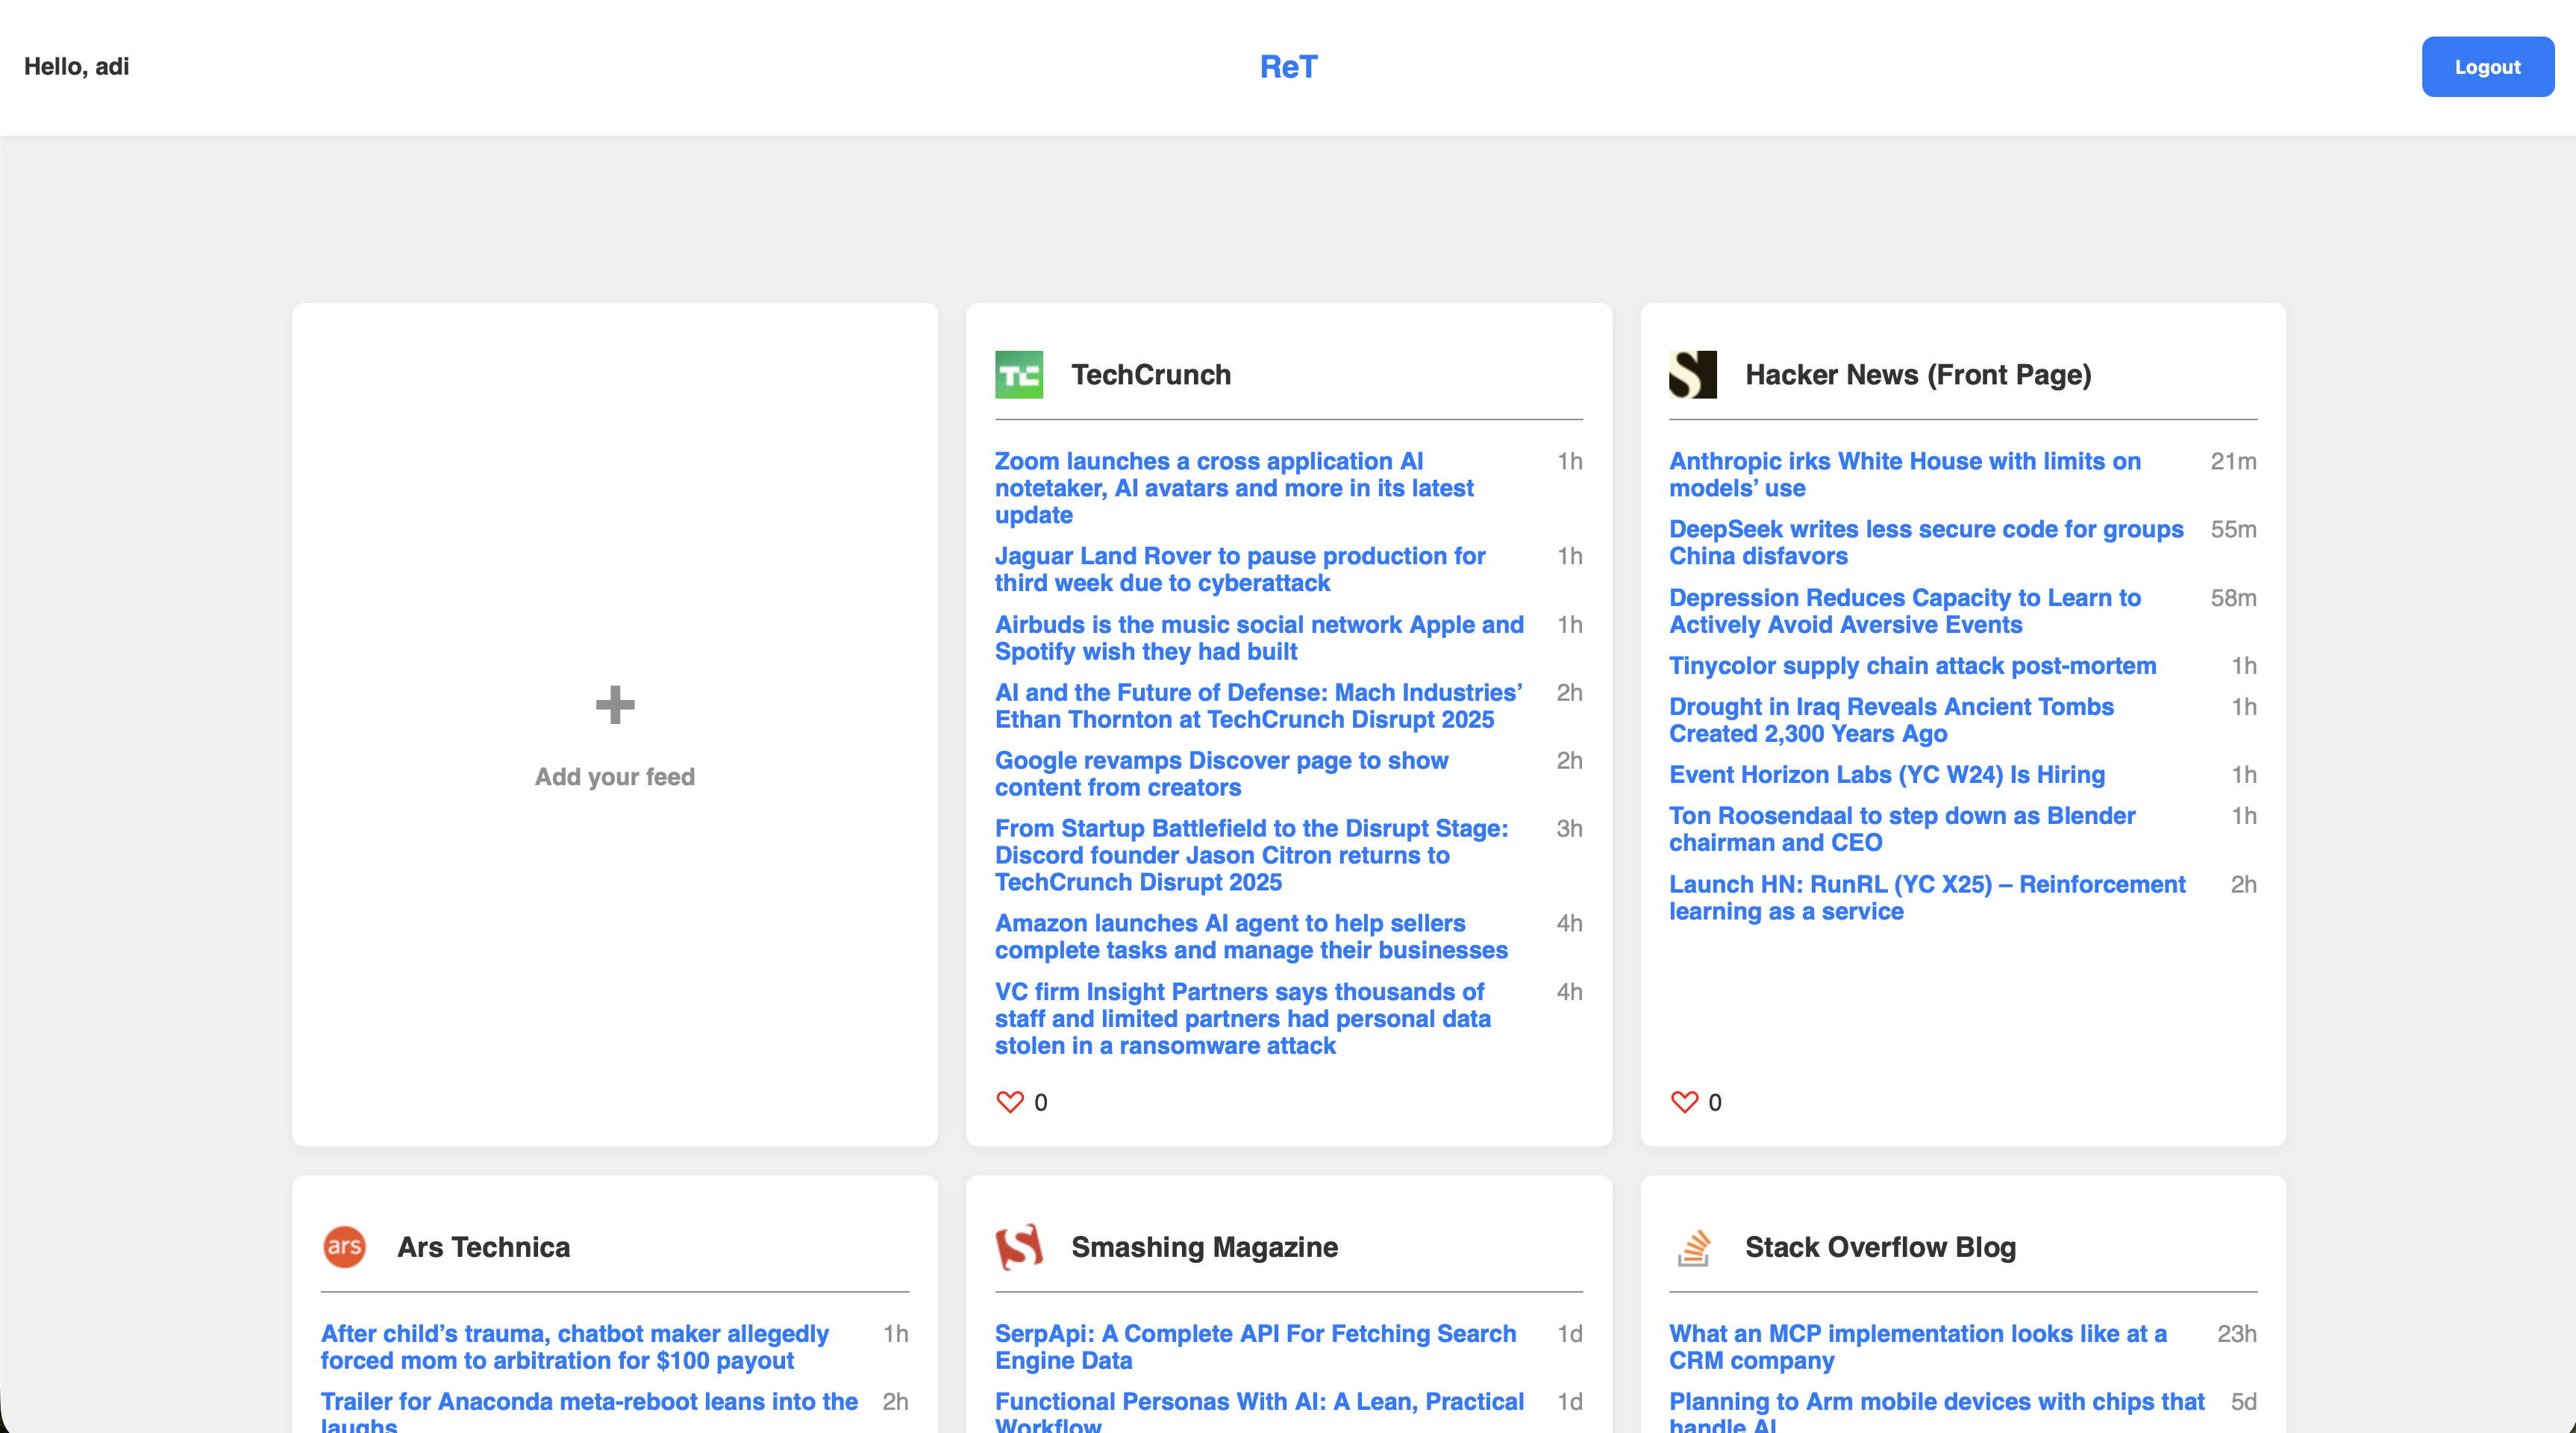 Hello, adi
ReT
Logout
+
Add your feed
TC
TechCrunch
Zoom launches a cross application AI
notetaker, AI avatars and more in its latest
update
1h
Jaguar Land Rover to pause production for
third week due to cyberattack
1h
Airbuds is the music social network Apple and
Spotify wish they had built
1h
AI and the Future of Defense: Mach Industries’
Ethan Thornton at TechCrunch Disrupt 2025
2h
Google revamps Discover page to show
content from creators
2h
From Startup Battlefield to the Disrupt Stage:
Discord founder Jason Citron returns to
TechCrunch Disrupt 2025
3h
Amazon launches AI agent to help sellers
complete tasks and manage their businesses
4h
VC firm Insight Partners says thousands of
staff and limited partners had personal data
stolen in a ransomware attack
4h
0
S
Hacker News (Front Page)
Anthropic irks White House with limits on
models’ use
21m
DeepSeek writes less secure code for groups
China disfavors
55m
Depression Reduces Capacity to Learn to
Actively Avoid Aversive Events
58m
Tinycolor supply chain attack post-mortem
1h
Drought in Iraq Reveals Ancient Tombs
Created 2,300 Years Ago
1h
Event Horizon Labs (YC W24) Is Hiring
1h
Ton Roosendaal to step down as Blender
chairman and CEO
1h
Launch HN: RunRL (YC X25) – Reinforcement
learning as a service
2h
0
ars
Ars Technica
After child’s trauma, chatbot maker allegedly
forced mom to arbitration for $100 payout
1h
Trailer for Anaconda meta-reboot leans into the
laughs
2h
S
Smashing Magazine
SerpApi: A Complete API For Fetching Search
Engine Data
1d
Functional Personas With AI: A Lean, Practical
Workflow
1d
Stack Overflow Blog
What an MCP implementation looks like at a
CRM company
23h
Planning to Arm mobile devices with chips that
handle AI
5d